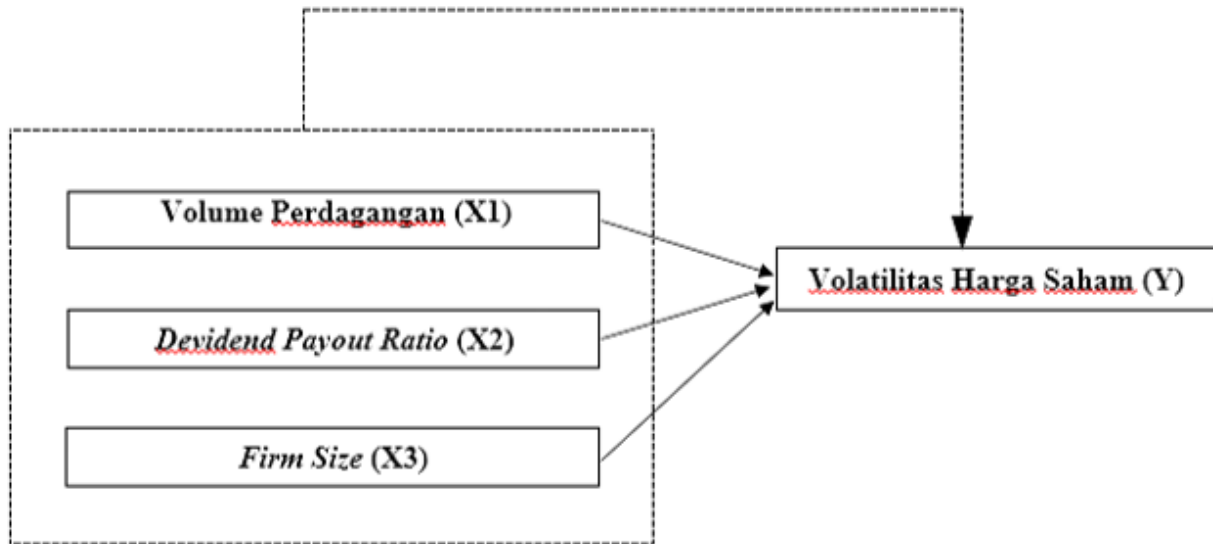 Volume Perdagangan (X1)
Volatilitas Harga Saham (Y)
Devidend Payout Ratio (X2)
Firm Size (X3)